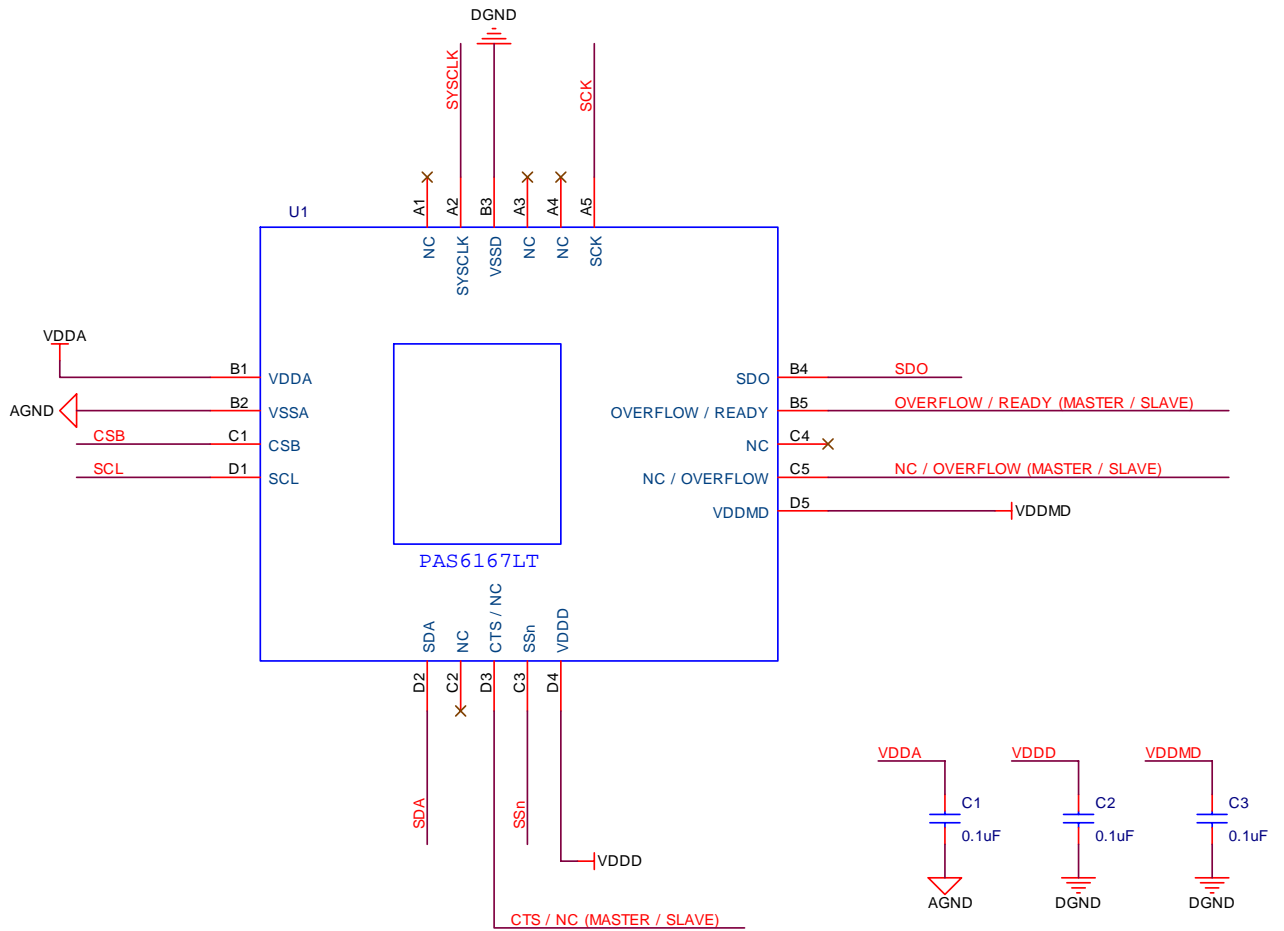 DGND
SYSCLK
SCK
A1
A2
B3
A3
A4
A5
U1
NC
SYSCLK
VSSD
NC
NC
SCK
VDDA
B1
VDDA
AGND
B2
VSSA
CSB
C1
CSB
SCL
D1
SCL
SDO
B4
SDO
OVERFLOW / READY
B5
OVERFLOW / READY (MASTER / SLAVE)
NC
C4
NC / OVERFLOW
C5
NC / OVERFLOW (MASTER / SLAVE)
VDDMD
D5
VDDMD
PAS6167LT
SDA
NC
CTS / NC
SSn
VDDD
D2
C2
D3
C3
D4
SDA
SSn
VDDD
CTS / NC (MASTER / SLAVE)
VDDA
VDDD
VDDMD
C1
C2
C3
0.1uF
0.1uF
0.1uF
AGND
DGND
DGND